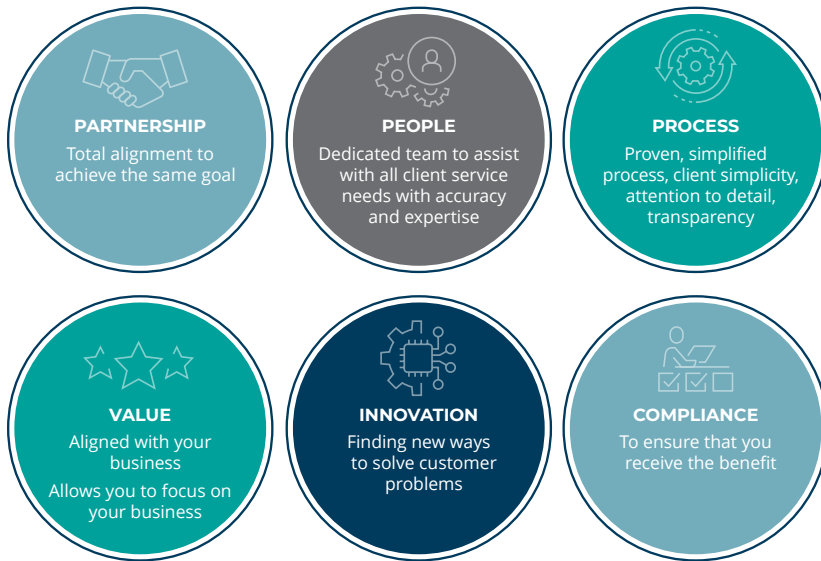 PARTNERSHIP
Total alignment to
achieve the same goal
PEOPLE
Dedicated team to assist
with all client service
needs with accuracy
and expertise
PROCESS
Proven, simplified
process, client simplicity,
attention to detail,
transparency
VALUE
Aligned with your
business
Allows you to focus on
your business
INNOVATION
Finding new ways
to solve customer
problems
COMPLIANCE
To ensure that you
receive the benefit